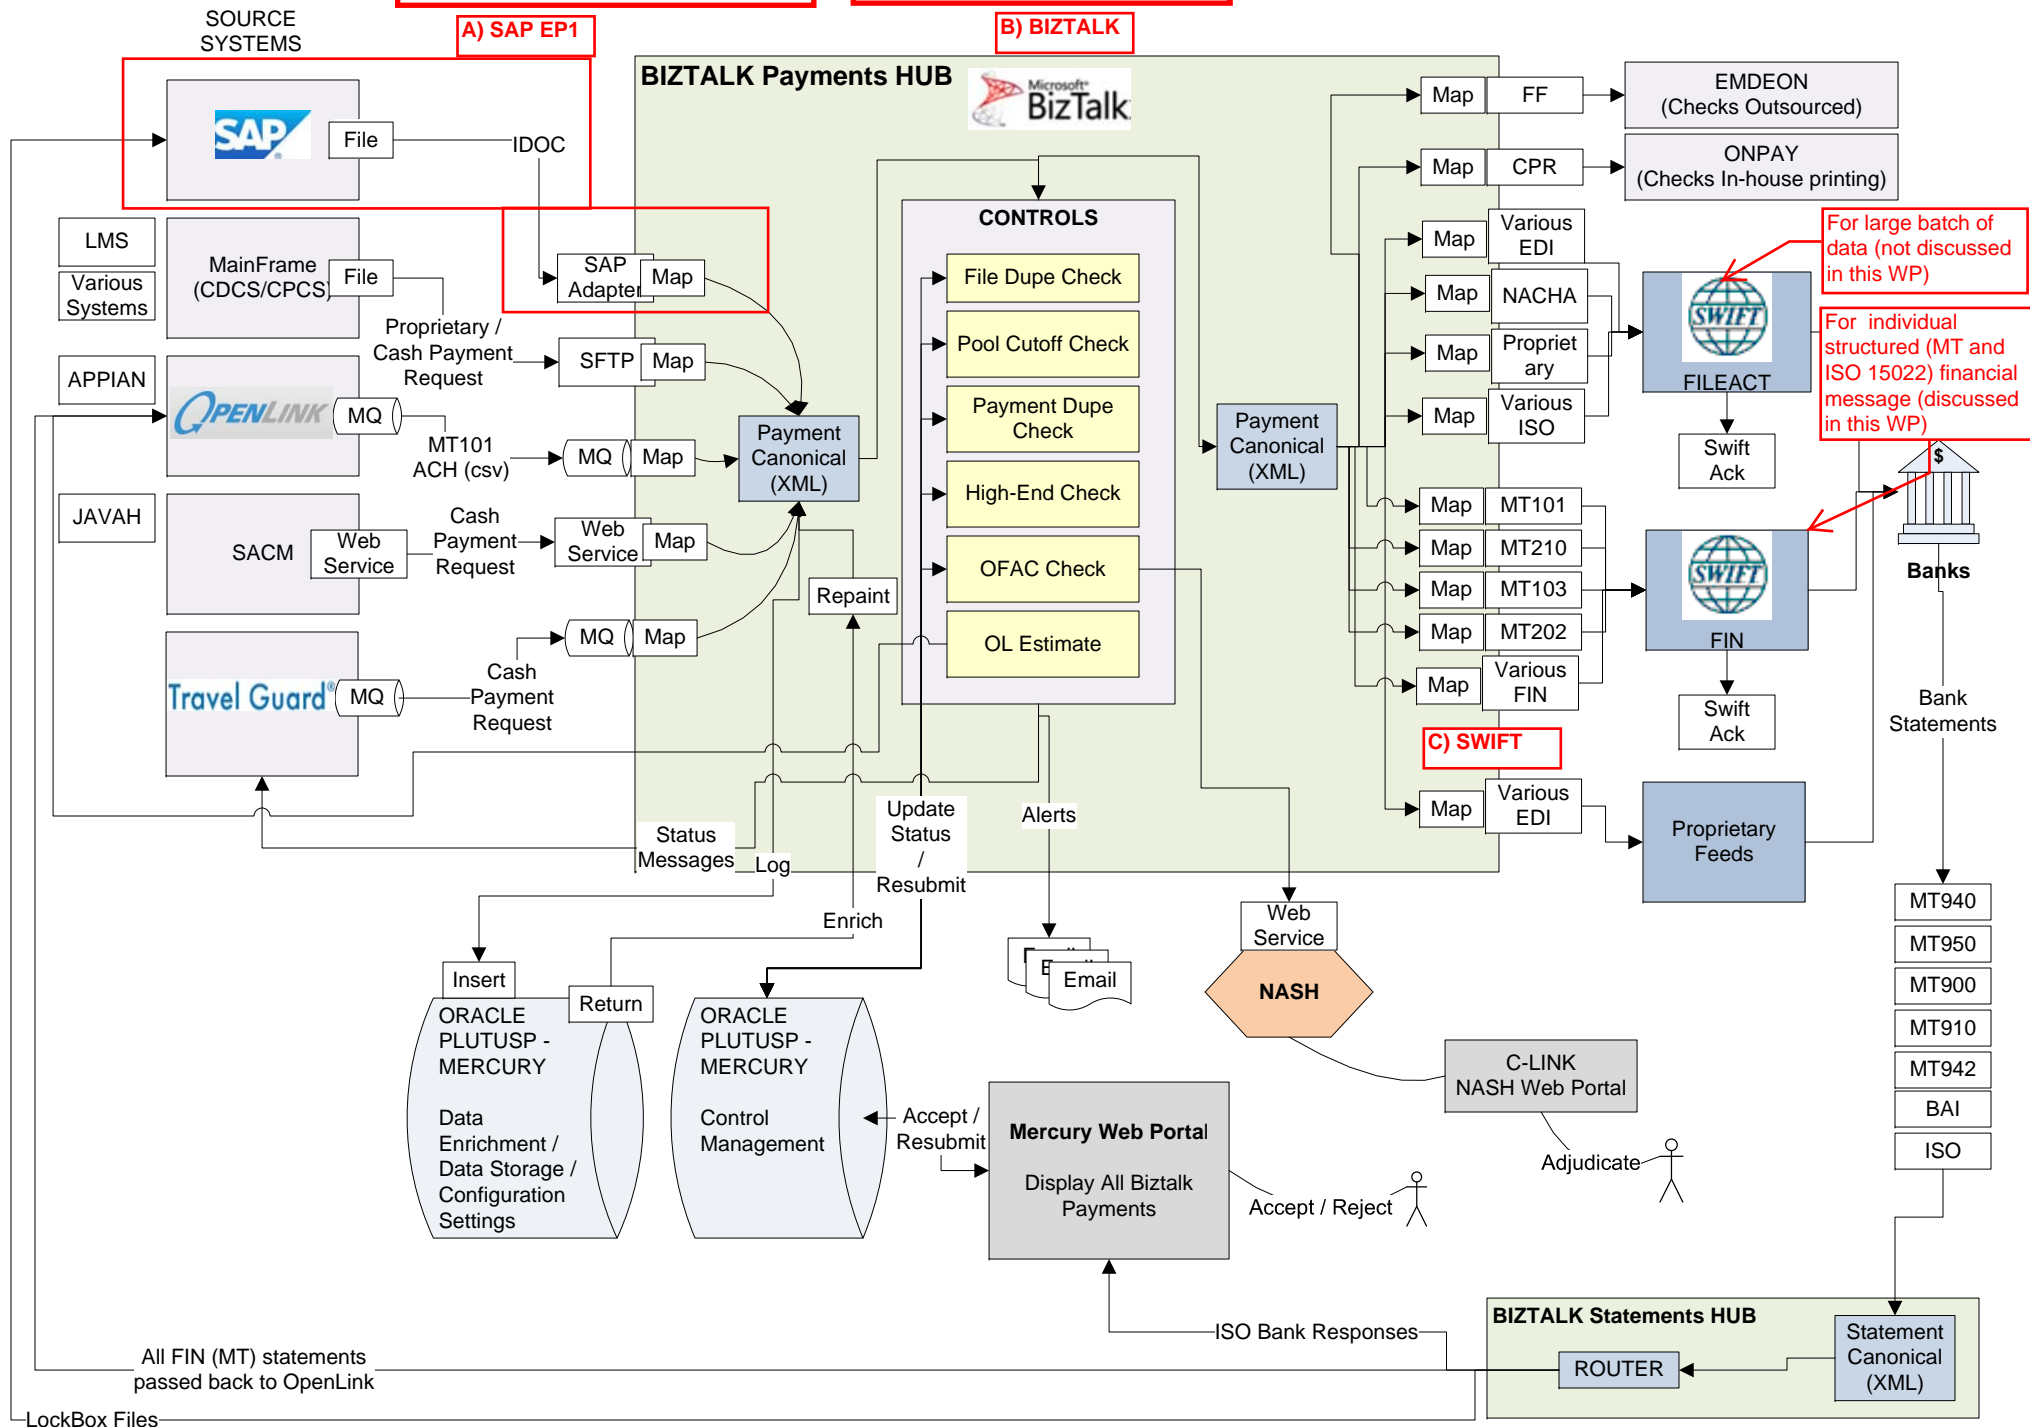 SOURCE
SYSTEMS
A) SAP EP1
B) BIZTALK
BIZTALK Payments HUB
Microsoft
BizTalk
SAP
File
IDOC
LMS
Various
Systems
MainFrame
(CDCS/CPCS)
File
Proprietary /
Cash Payment
Request
SAP
Adapter
Map
SFTP
Map
APPIAN
OPENLINK
MQ
MT101
ACH (csv)
MQ
Map
JAVAH
SACM
Web
Service
Cash
Payment
Request
Web
Service
Map
Travel Guard®
MQ
Cash
Payment
Request
MQ
Map
Payment
Canonical
(XML)
Repaint
CONTROLS
File Dupe Check
Pool Cutoff Check
Payment Dupe
Check
High-End Check
OFAC Check
OL Estimate
Payment
Canonical
(XML)
Map
FF
EMDEON
(Checks Outsourced)
Map
CPR
ONPAY
(Checks In-house printing)
Map
Various
EDI
Map
NACHA
Map
Propriet
ary
Map
Various
ISO
SWIFT
FILEACT
Swift
Ack
For large batch of
data (not discussed
in this WP)
For individual
structured (MT and
ISO 15022) financial
message (discussed
in this WP)
Map
MT101
Map
MT210
Map
MT103
Map
MT202
Map
Various
FIN
SWIFT
FIN
Swift
Ack
$
Banks
Bank
Statements
C) SWIFT
Map
Various
EDI
Proprietary
Feeds
Status
Messages
Log
Update
Status
/
Resubmit
Alerts
Enrich
Insert
Return
ORACLE
PLUTUSP -
MERCURY
Data
Enrichment /
Data Storage /
Configuration
Settings
ORACLE
PLUTUSP -
MERCURY
Control
Management
Email
Web
Service
NASH
C-LINK
NASH Web Portal
Adjudicate
Accept /
Resubmit
Mercury Web Portal
Display All Biztalk
Payments
Accept / Reject
MT940
MT950
MT900
MT910
MT942
BAI
ISO
BIZTALK Statements HUB
Statement
Canonical
(XML)
ROUTER
ISO Bank Responses
All FIN (MT) statements
passed back to OpenLink
LockBox Files